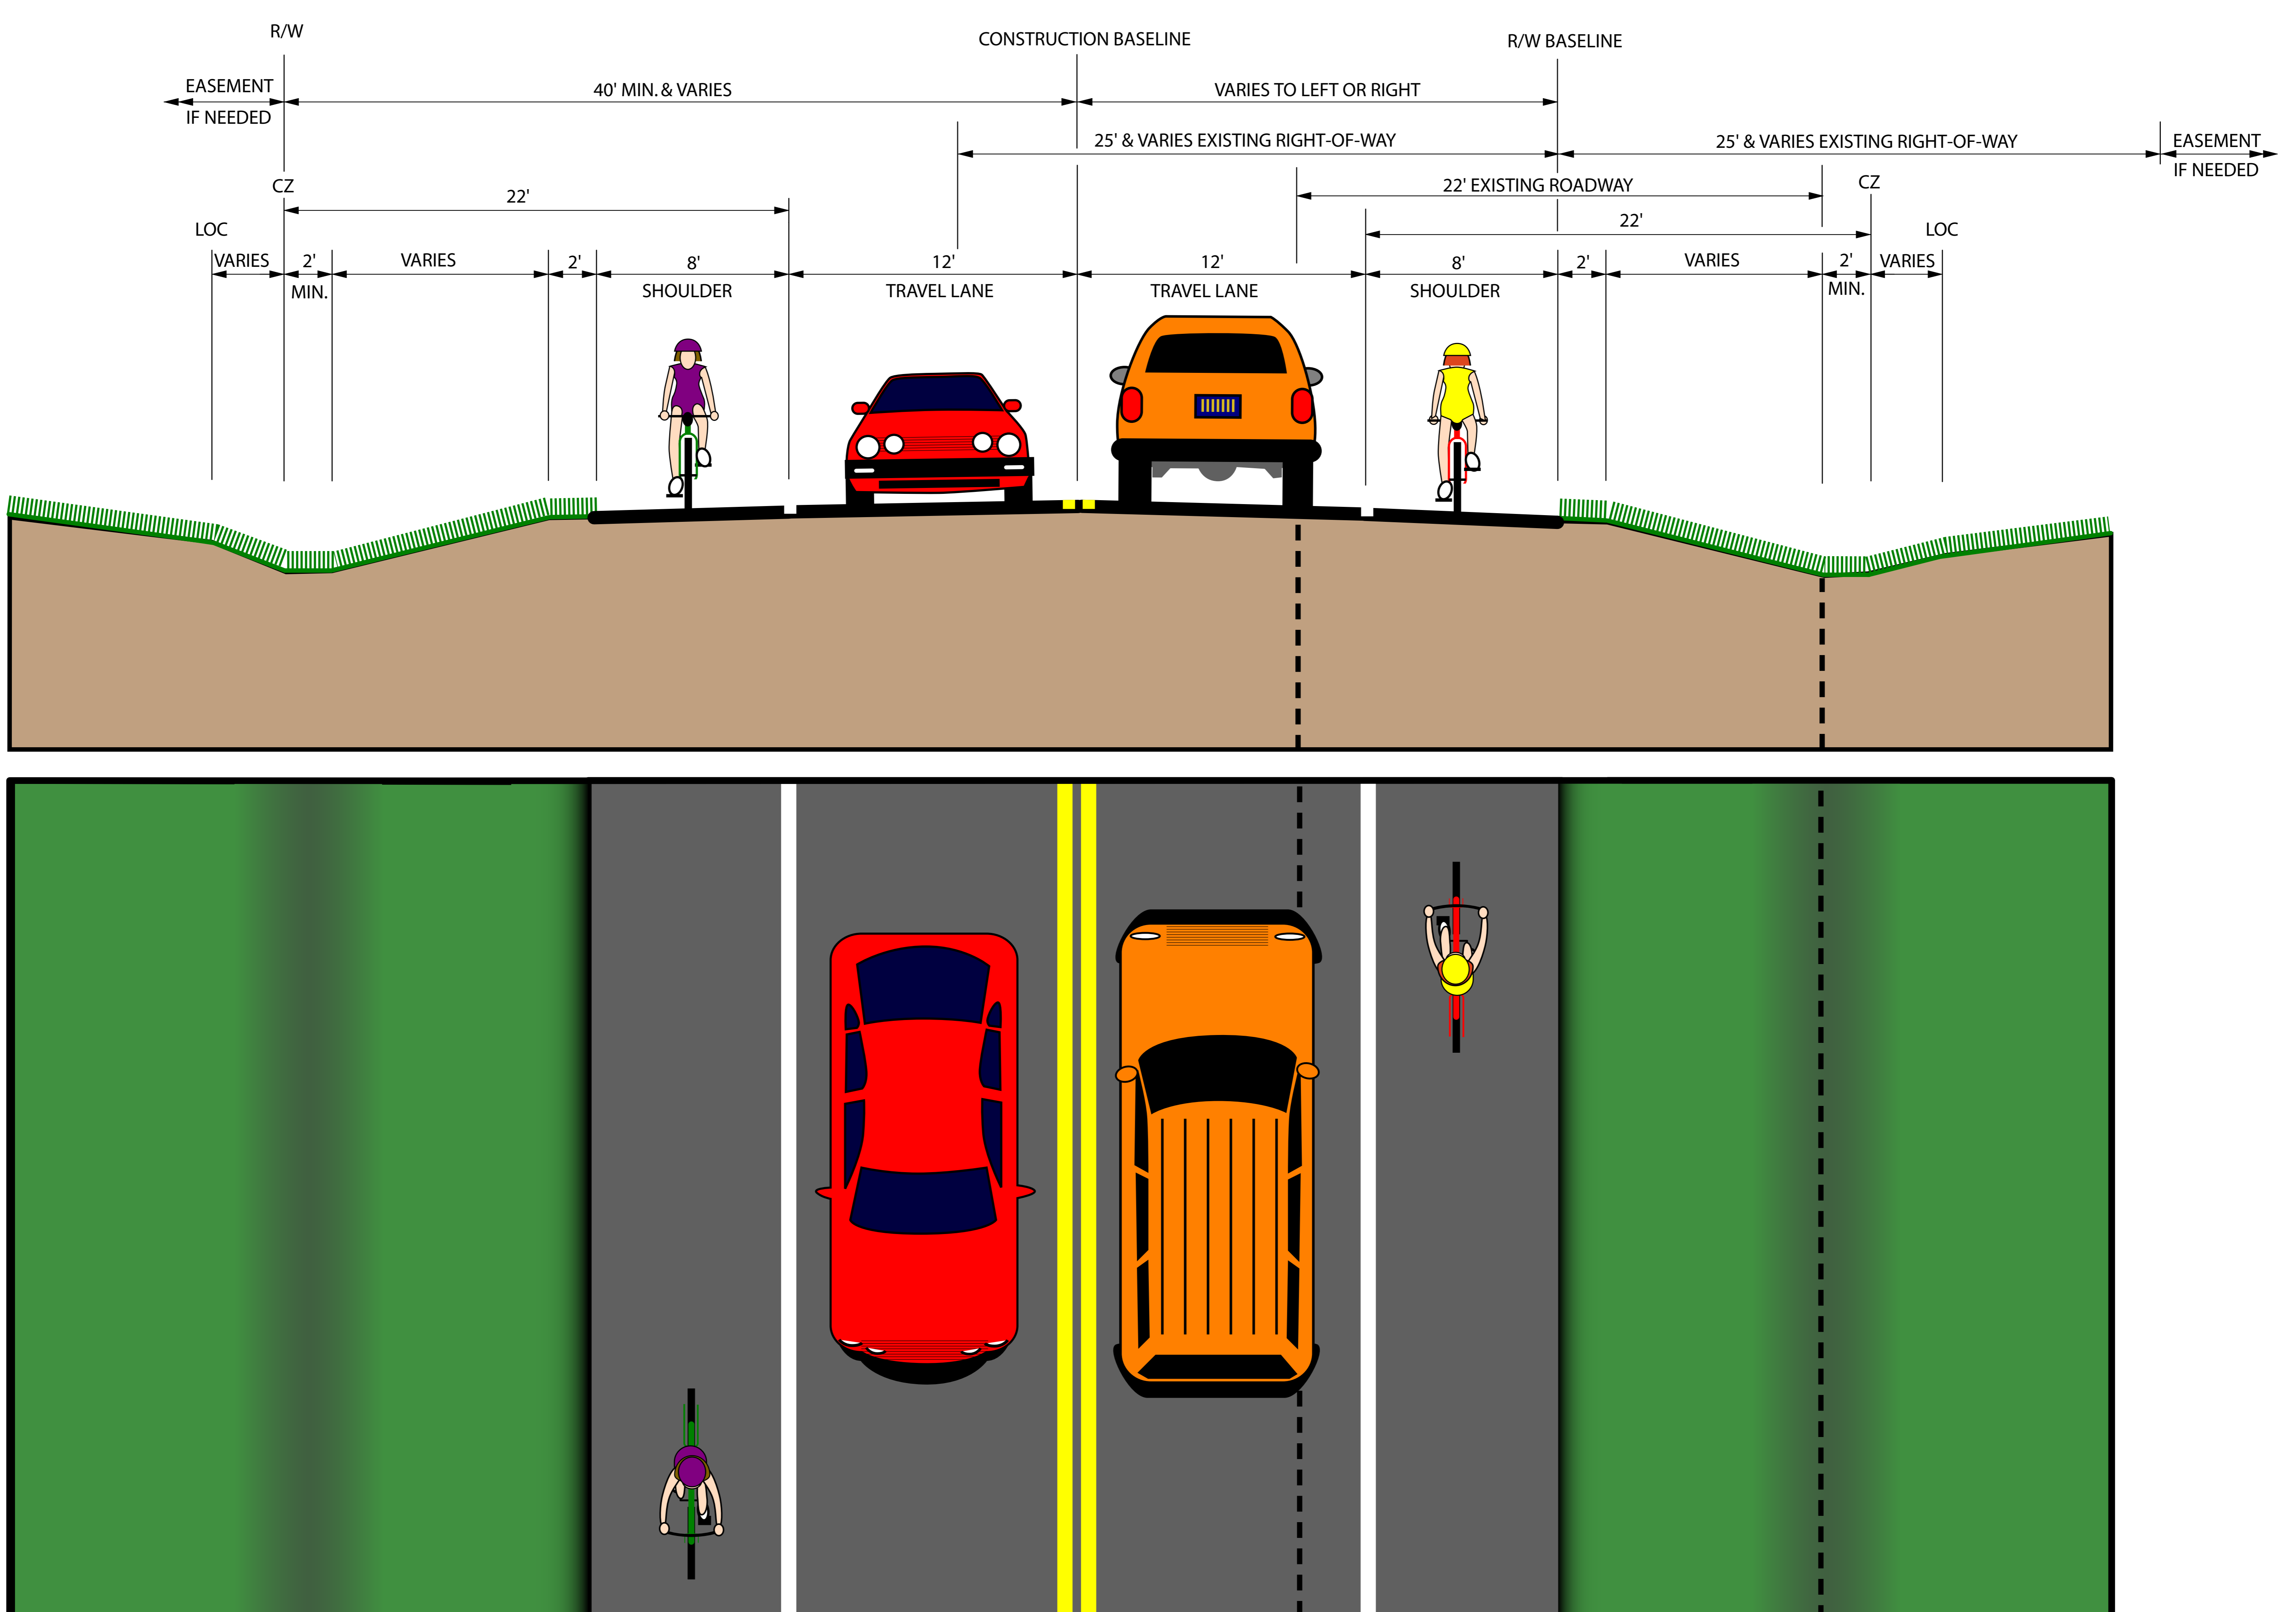 R/W
CONSTRUCTION BASELINE
R/W BASELINE
EASEMENT
IF NEEDED
40' MIN. & VARIES
VARIES TO LEFT OR RIGHT
25' & VARIES EXISTING RIGHT-OF-WAY
25' & VARIES EXISTING RIGHT-OF-WAY
EASEMENT
IF NEEDED
CZ
22'
22' EXISTING ROADWAY
CZ
22'
LOC
LOC
VARIES
2'
MIN.
VARIES
2'
8'
SHOULDER
12'
TRAVEL LANE
12'
TRAVEL LANE
8'
SHOULDER
2'
VARIES
2'
MIN.
VARIES